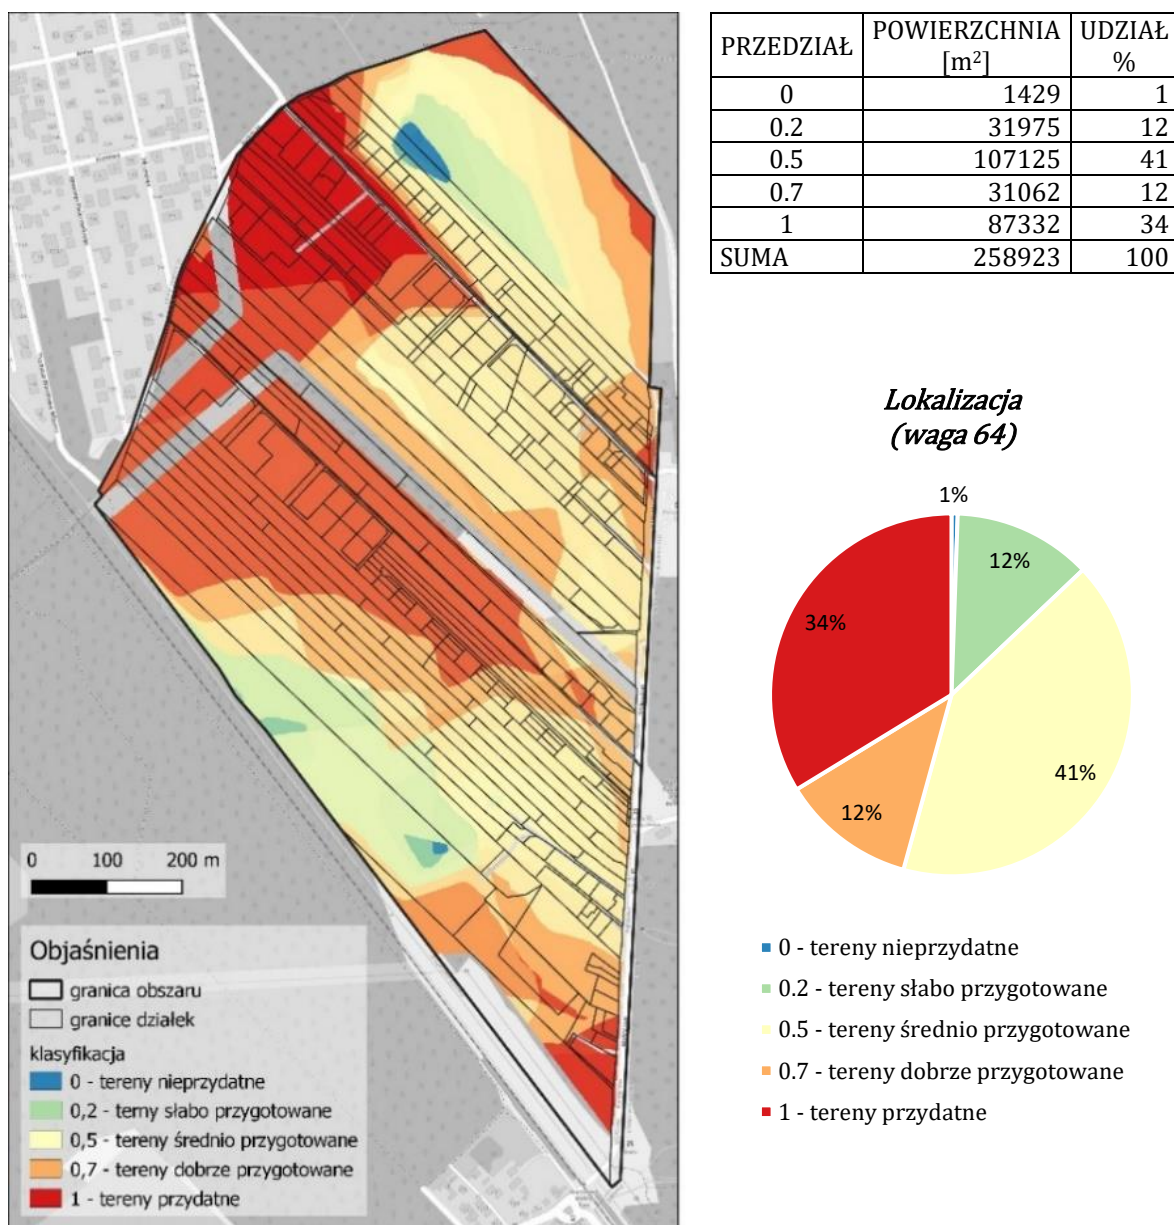 PRZEDZIAŁ POWIERZCHNIA [m²] UDZIAŁ %
0 1429 1
0.2 31975 12
0.5 107125 41
0.7 31062 12
1 87332 34
SUMA 258923 100
Lokalizacja
(waga 64)
1%
12%
34%
41%
12%
0 - tereny nieprzydatne
0.2 - tereny słabo przygotowane
0.5 - tereny średnio przygotowane
0.7 - tereny dobrze przygotowane
1 - tereny przydatne
0 100 200 m
Objaśnienia
granica obszaru
granice działek
klasyfikacja
0 - tereny nieprzydatne
0,2 - terny słabo przygotowane
0,5 - tereny średnio przygotowane
0,7 - tereny dobrze przygotowane
1 - tereny przydatne